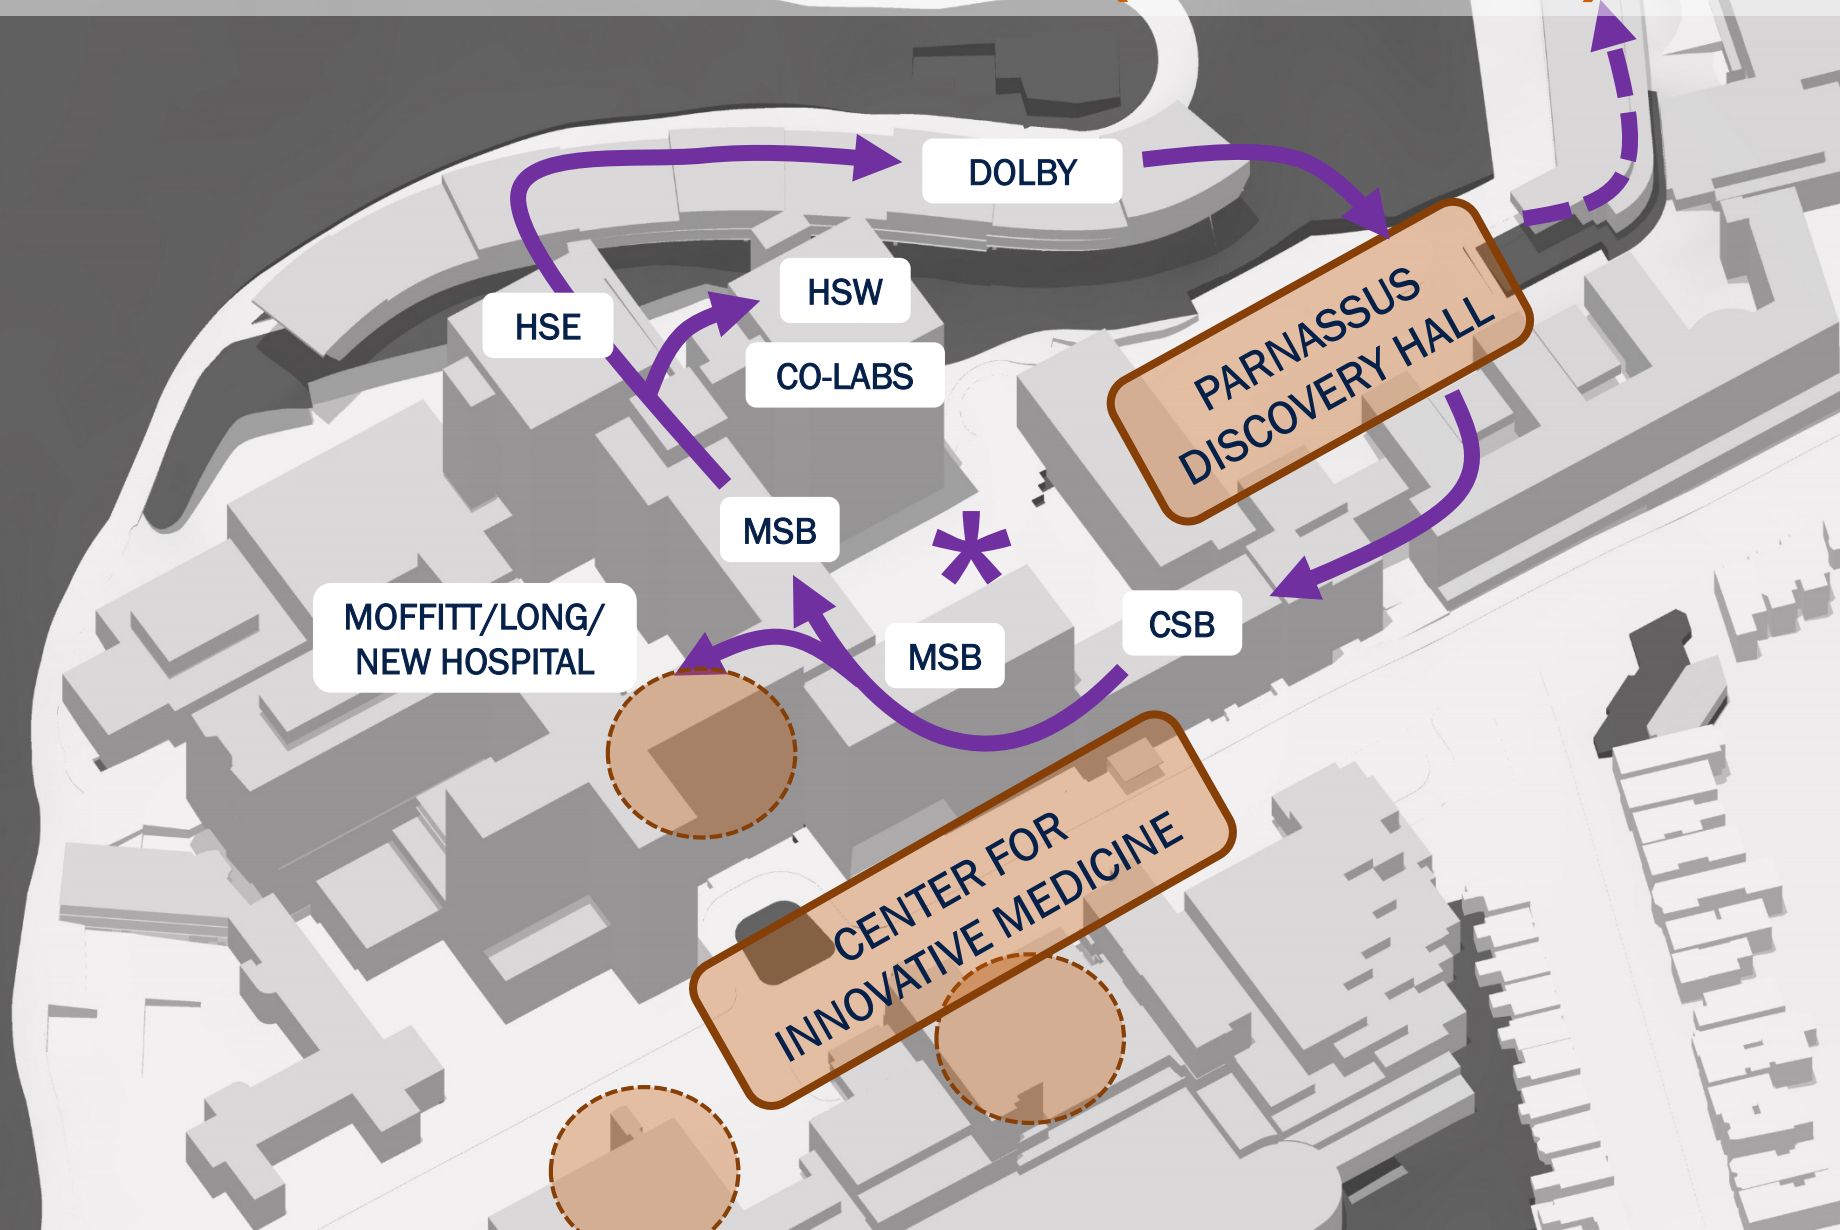 DOLBY
HSW
HSE
CO-LABS
PARNASSUS
DISCOVERY HALL
MSB
*
MOFFITT/LONG/
NEW HOSPITAL
MSB
CSB
CENTER FOR
INNOVATIVE MEDICINE